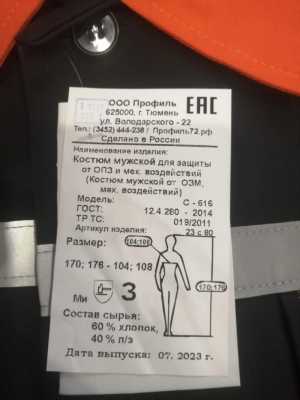 ООО Профиль ЕАС
625000, г. Тюмень
ул. Володарского - 22
Тел.: (3452) 444-238 / Профиль72.рф
Сделано в России
Наименование изделия:
Костюм мужской для защиты
от ОПЗ и мех. воздействий
(Костюм мужской от ОЗМ,
мех. воздействий)
Модель: С - 616
ГОСТ: 12.4.280 - 2014
ТР ТС: 019/2011
Артикул изделия: 23 с 80
Размер: 104;108
170; 176 - 104; 108
170;176
Ми З
Состав сырья:
60 % хлопок,
40 % п/э
Дата выпуска: 07. 2023 г.